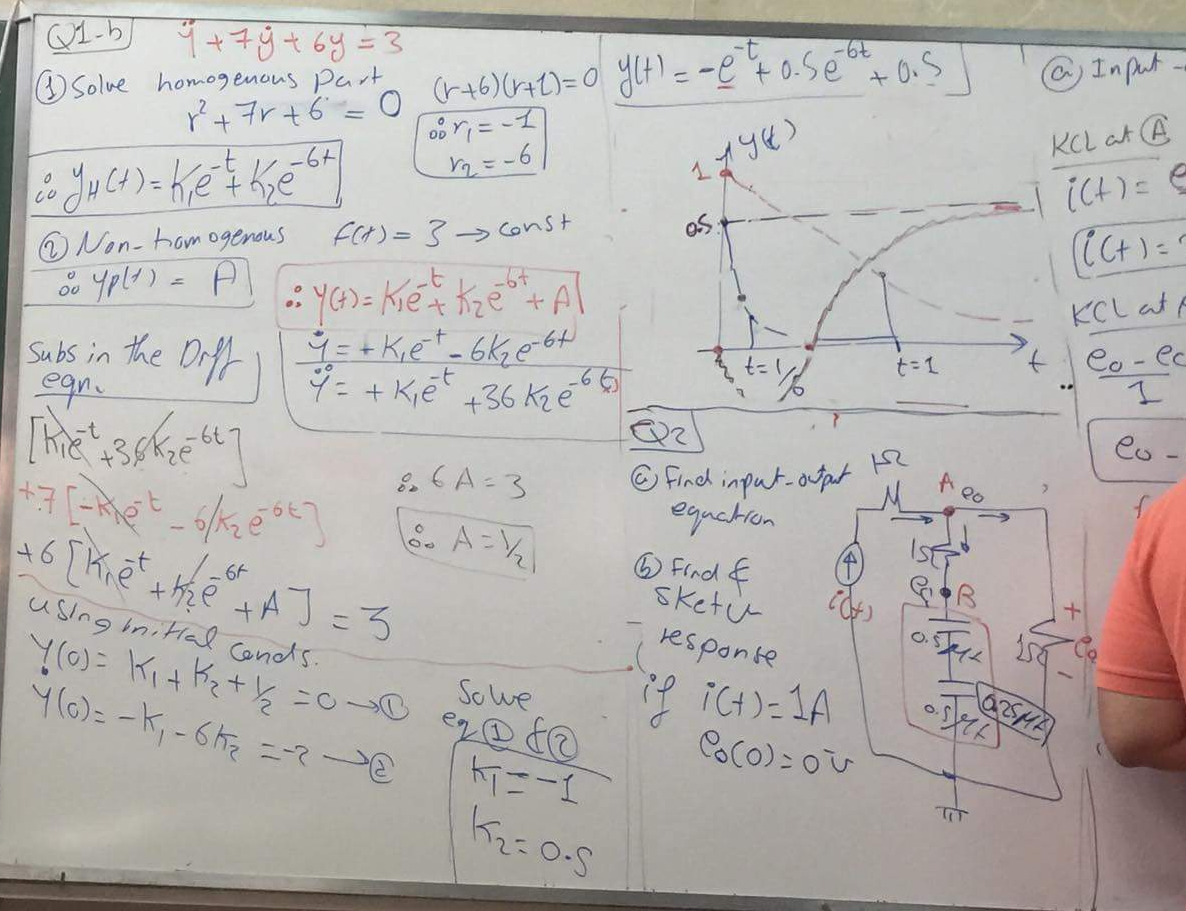 Q1-b
ÿ + 7ẏ + 6y = 3
① Solve homogenous part
r² + 7r + 6 = 0
(r+6)(r+1) = 0
∴ r₁ = -1
r₂ = -6
∴ y_H(t) = K₁e^-t + K₂e^-6t
② Non-homogenous f(t) = 3 → const
∴ yp(t) = A
∴ y(t) = K₁e^-t + K₂e^-6t + A
ẏ = +K₁e^-t - 6K₂e^-6t
ÿ = +K₁e^-t + 36K₂e^-6t
Subs in the Diff
eqn.
[K₁e^-t + 36K₂e^-6t]
+7[-K₁e^-t - 6K₂e^-6t]
+6[K₁e^-t + K₂e^-6t + A] = 3
∴ 6A = 3
∴ A = 1/2
using initial conds.
y(0) = K₁ + K₂ + 1/2 = 0 → ①
ẏ(0) = -K₁ - 6K₂ = -2 → ②
Solve
eq ① & ②
K₁ = -1
K₂ = 0.5
y(t) = -e^-t + 0.5e^-6t + 0.5
y(t)
1
0.5
t=1/6
t=1
t
Q2
ⓐ Find input-output
equation
ⓑ Find &
sketch
response
if i(t) = 1A
e₀(0) = 0v
1Ω
A
e₀
1Ω
B
i(t)
0.5
0.5
0.25
1Ω
+
e₀
-
ⓐ Input -
KCL at Ⓐ
i(t) = e
i(t) =
KCL at
e₀ - e
1
e₀ -